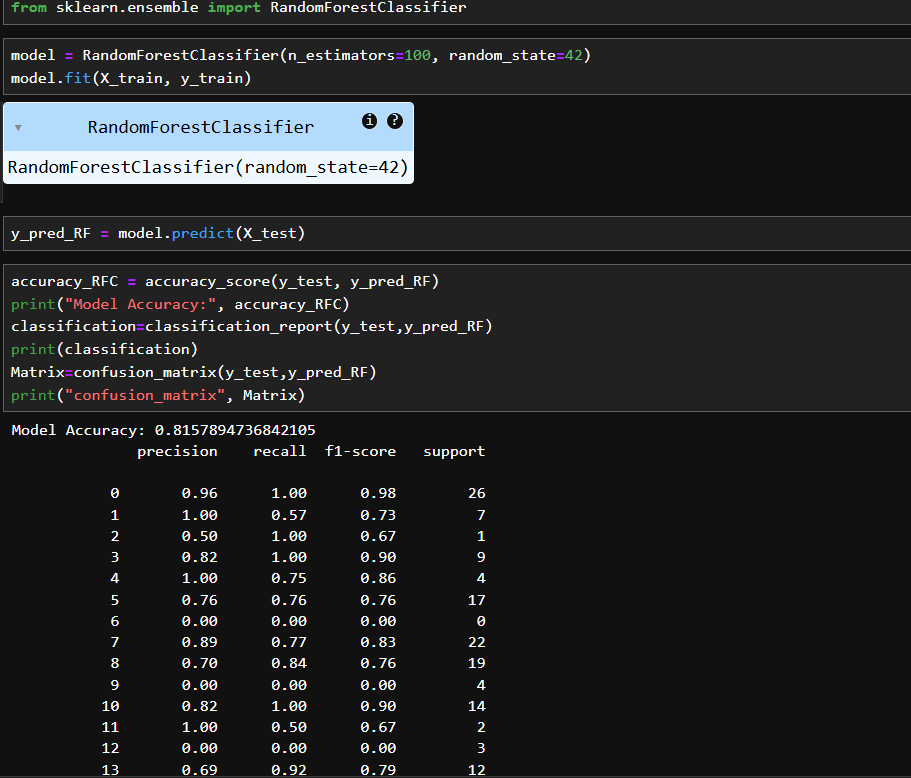 from sklearn.ensemble import RandomForestClassifier
model = RandomForestClassifier(n_estimators=100, random_state=42)
model.fit(X_train, y_train)
▾ RandomForestClassifier i ?
RandomForestClassifier(random_state=42)
y_pred_RF = model.predict(X_test)
accuracy_RFC = accuracy_score(y_test, y_pred_RF)
print("Model Accuracy:", accuracy_RFC)
classification=classification_report(y_test,y_pred_RF)
print(classification)
Matrix=confusion_matrix(y_test,y_pred_RF)
print("confusion_matrix", Matrix)
Model Accuracy: 0.8157894736842105
precision recall f1-score support
0 0.96 1.00 0.98 26
1 1.00 0.57 0.73 7
2 0.50 1.00 0.67 1
3 0.82 1.00 0.90 9
4 1.00 0.75 0.86 4
5 0.76 0.76 0.76 17
6 0.00 0.00 0.00 0
7 0.89 0.77 0.83 22
8 0.70 0.84 0.76 19
9 0.00 0.00 0.00 4
10 0.82 1.00 0.90 14
11 1.00 0.50 0.67 2
12 0.00 0.00 0.00 3
13 0.69 0.92 0.79 12